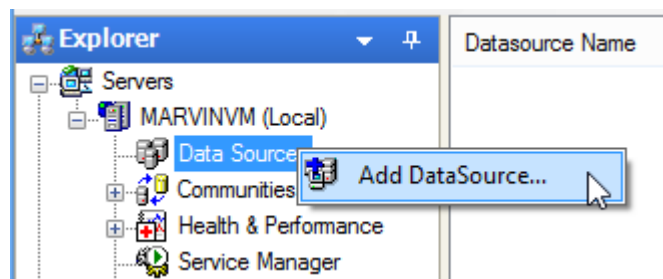 Explorer
Datasource Name
Servers
MARVINVM (Local)
Data Source
Add DataSource...
Communities
Health & Performance
Service Manager